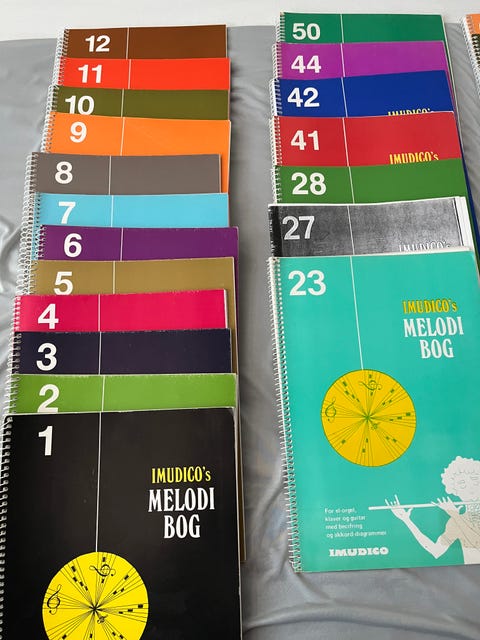 12
11
10
9
8
7
6
5
4
3
2
1
IMUDICO's
MELODI
BOG
50
44
42
IMUDICO's
41
IMUDICO's
28
27
IMUDICO's
23
IMUDICO's
MELODI
BOG
For el-orgel,
klaver og guitar
med becifring
og akkord-diagrammer
IMUDICO